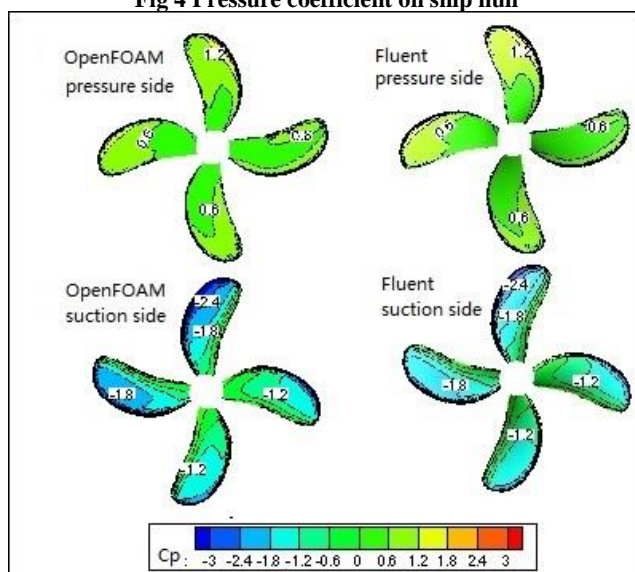 Fig 4 Pressure coefficient on ship hull
OpenFOAM
pressure side
Fluent
pressure side
1.2
1.2
0.6
0.8
0.6
0.6
0.6
0.6
OpenFOAM
suction side
Fluent
suction side
-2.4
-1.8
-2.4
-1.8
-1.8
-1.2
-1.8
-1.2
-1.2
-1.2
Cp: -3 -2.4 -1.8 -1.2 -0.6 0 0.6 1.2 1.8 2.4 3